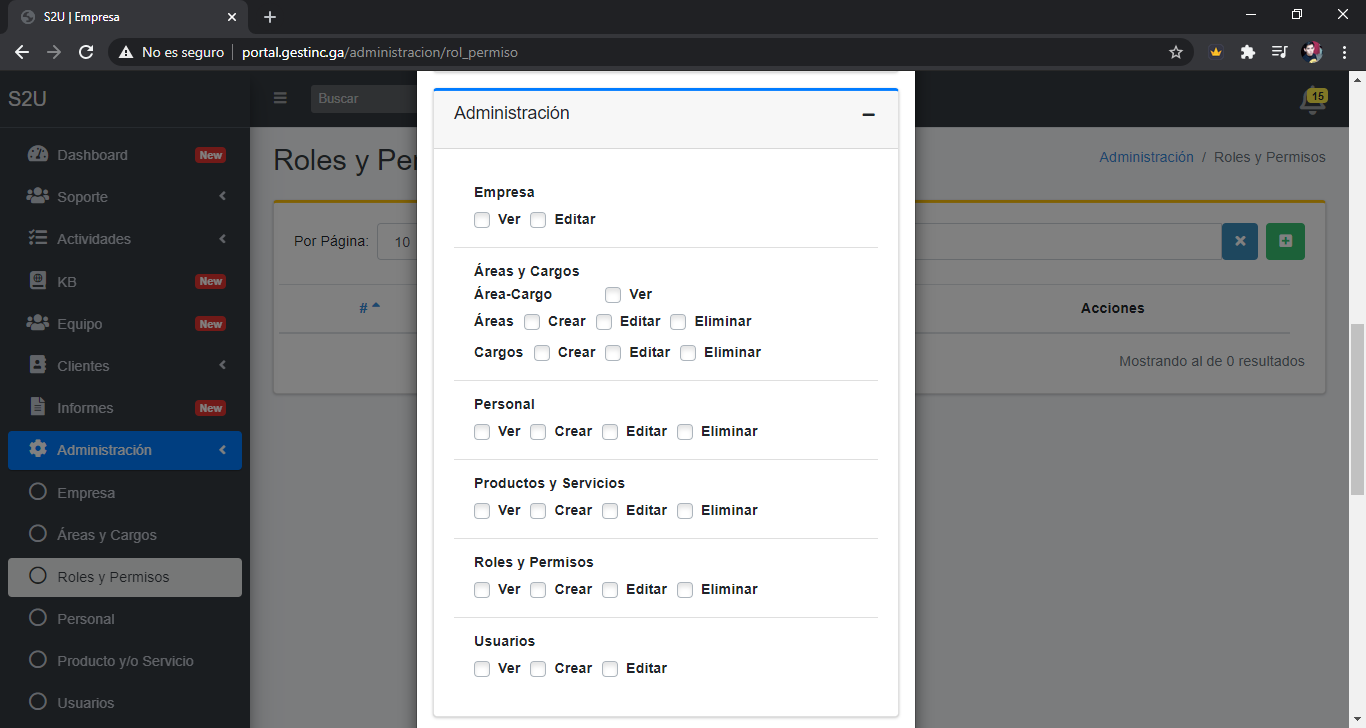 S2U | Empresa
No es seguro
portal.gestinc.ga/administracion/rol_permiso
S2U
Buscar
15
Dashboard New
Soporte
Actividades
KB New
Equipo New
Clientes
Informes New
Administración
Empresa
Áreas y Cargos
Roles y Permisos
Personal
Producto y/o Servicio
Usuarios
Roles y Per
Administración / Roles y Permisos
Por Página: 10
#
Acciones
Mostrando al de 0 resultados
Administración
Empresa
Ver Editar
Áreas y Cargos
Área-Cargo Ver
Áreas Crear Editar Eliminar
Cargos Crear Editar Eliminar
Personal
Ver Crear Editar Eliminar
Productos y Servicios
Ver Crear Editar Eliminar
Roles y Permisos
Ver Crear Editar Eliminar
Usuarios
Ver Crear Editar